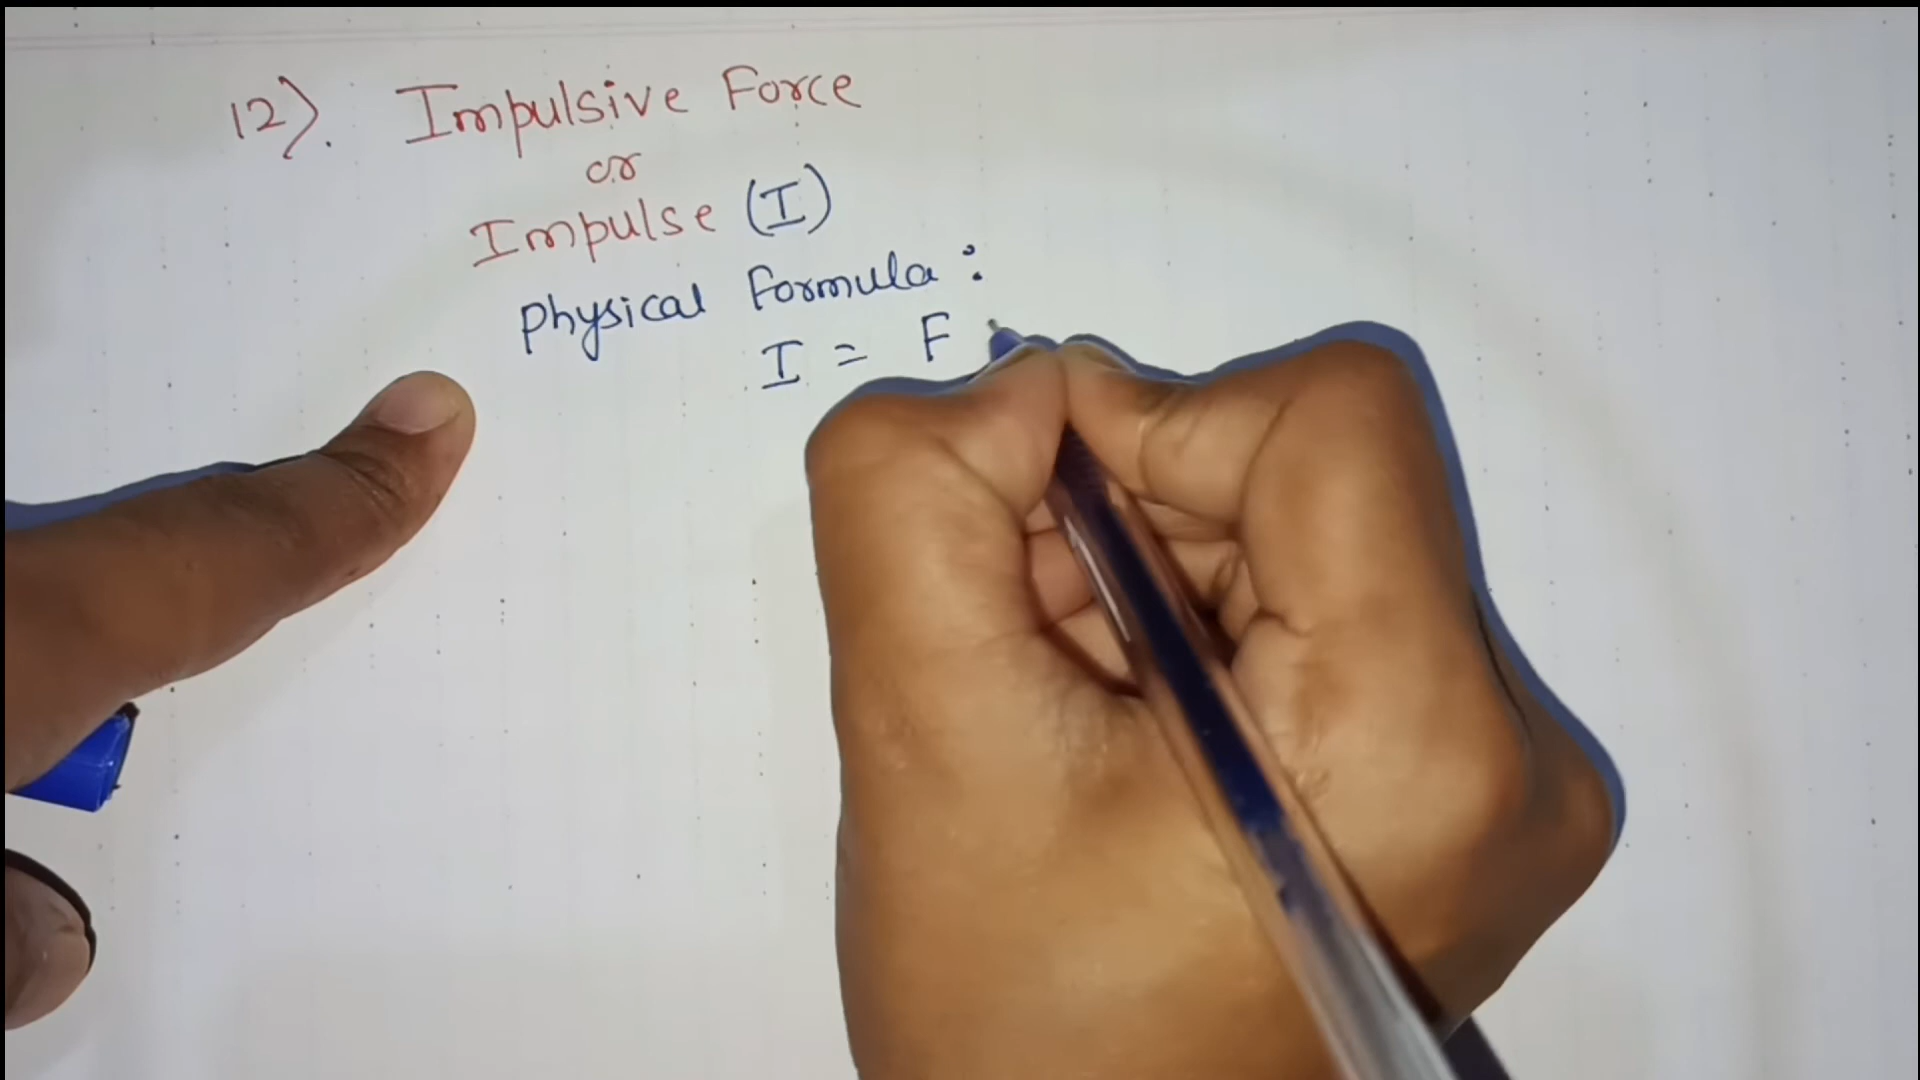 12). Impulsive Force
or
Impulse (I)
Physical Formula :
I = F